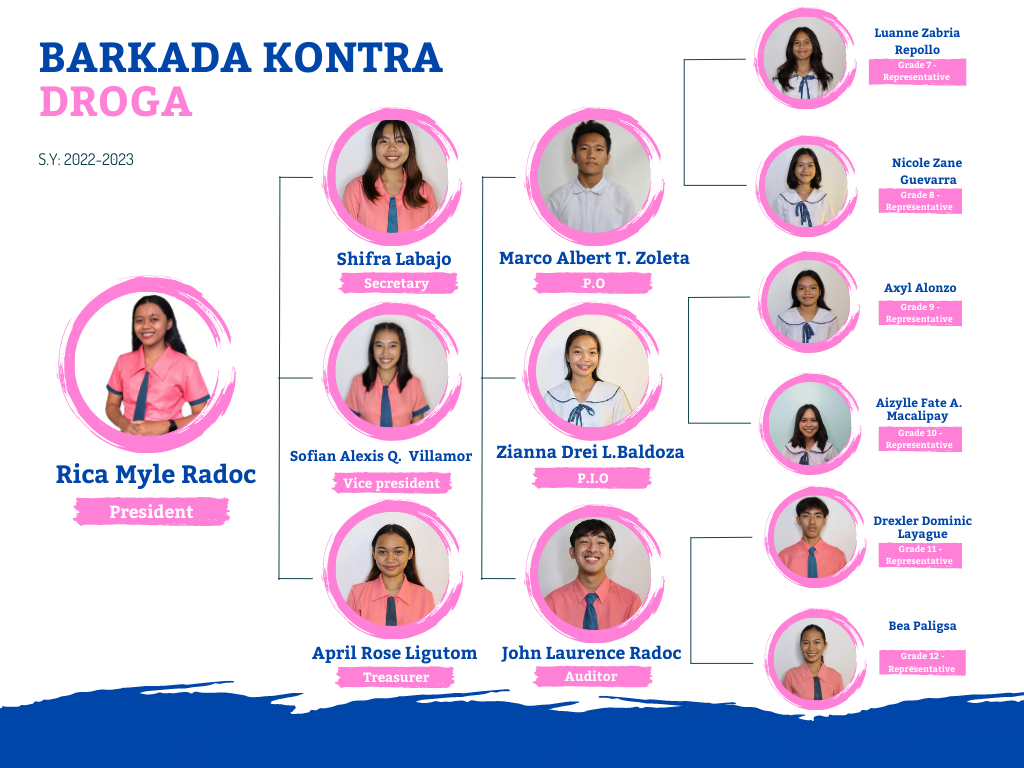 BARKADA KONTRA
DROGA
S.Y: 2022-2023
Rica Myle Radoc
President
Shifra Labajo
Secretary
Sofian Alexis Q. Villamor
Vice president
April Rose Ligutom
Treasurer
Marco Albert T. Zoleta
P.O
Zianna Drei L.Baldoza
P.I.O
John Laurence Radoc
Auditor
Luanne Zabria
Repollo
Grade 7 -
Representative
Nicole Zane
Guevarra
Grade 8 -
Representative
Axyl Alonzo
Grade 9 -
Representative
Aizylle Fate A.
Macalipay
Grade 10 -
Representative
Drexler Dominic
Layague
Grade 11 -
Representative
Bea Paligsa
Grade 12 -
Representative